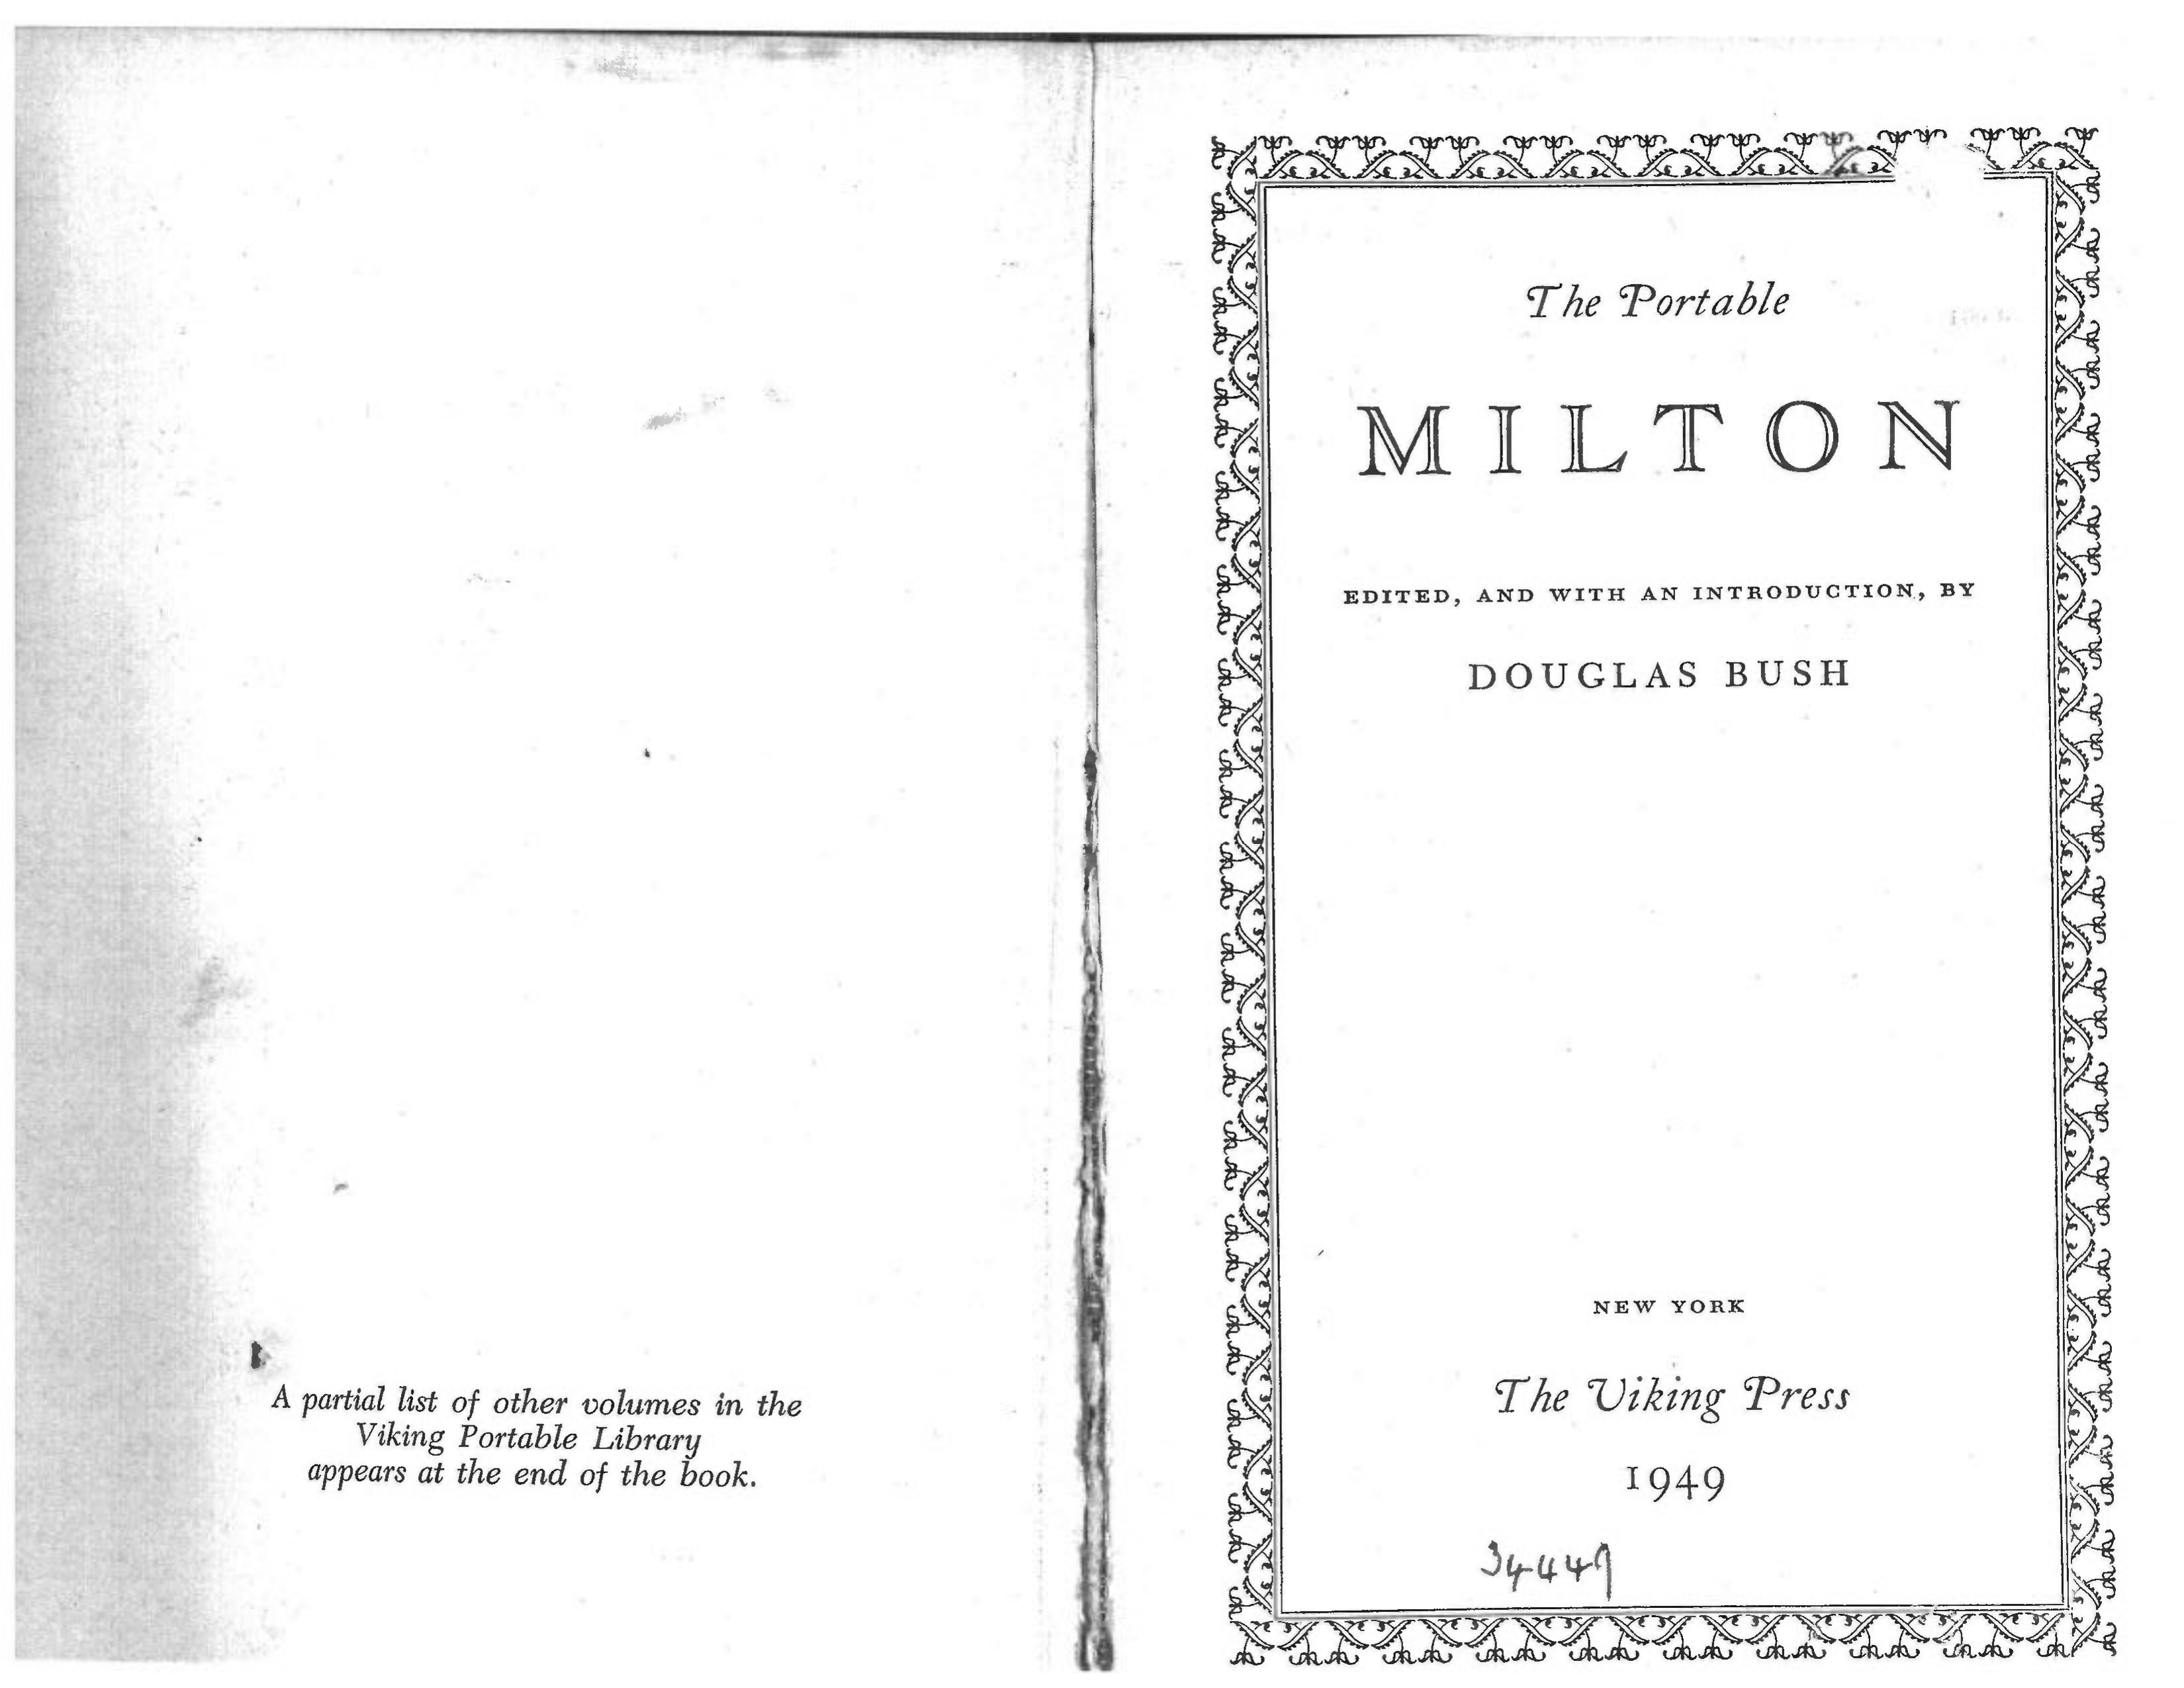 A partial list of other volumes in the
Viking Portable Library
appears at the end of the book.
The Portable
MILTON
EDITED, AND WITH AN INTRODUCTION, BY
DOUGLAS BUSH
NEW YORK
The Viking Press
1949